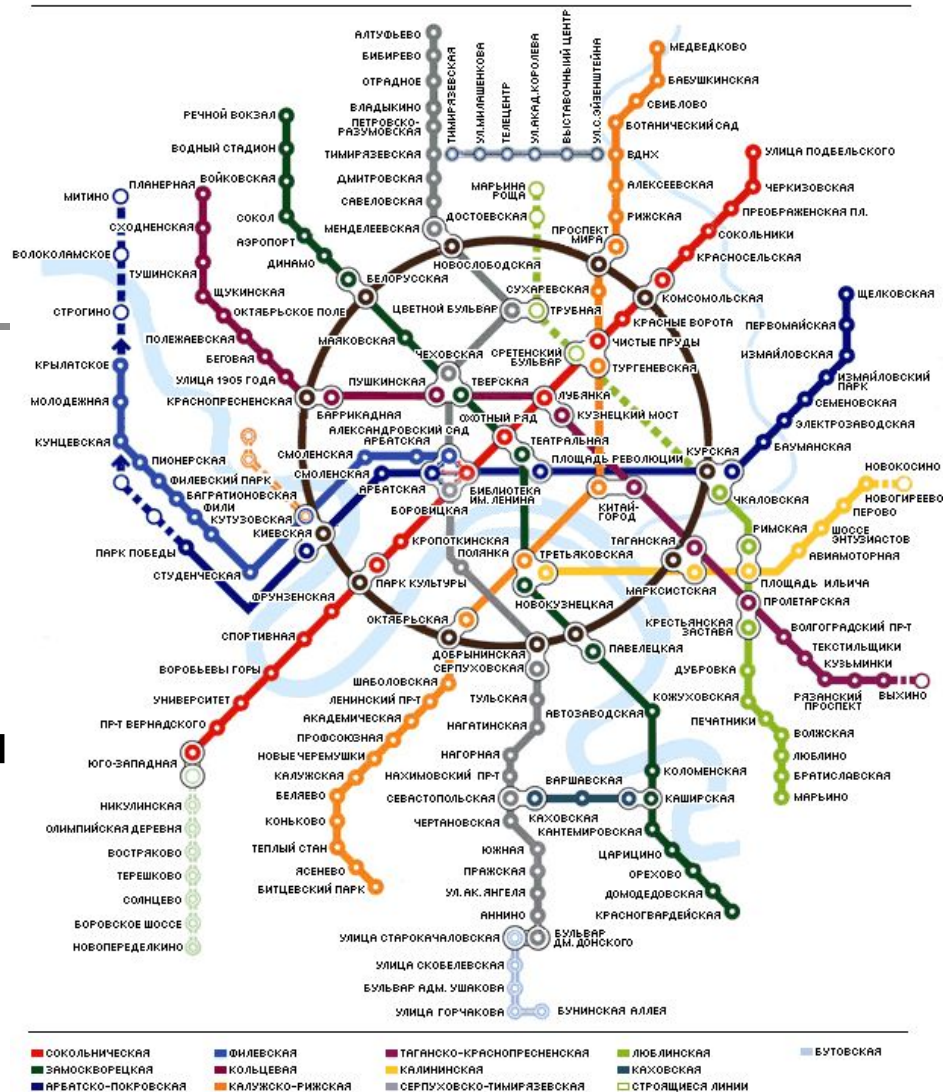 АЛТУФЬЕВО
БИБИРЕВО
ОТРАДНОЕ
ВЛАДЫКИНО
ПЕТРОВСКО-
РАЗУМОВСКАЯ
ТИМИРЯЗЕВСКАЯ
ДМИТРОВСКАЯ
САВЕЛОВСКАЯ
МЕНДЕЛЕЕВСКАЯ
ТИМИРЯЗЕВСКАЯ
УЛ.МИЛАШЕНКОВА
ТЕЛЕЦЕНТР
УЛ.АКАД.КОРОЛЕВА
ВЫСТАВОЧНЫЙ ЦЕНТР
УЛ.С.ЭЙЗЕНШТЕЙНА
МЕДВЕДКОВО
БАБУШКИНСКАЯ
СВИБЛОВО
БОТАНИЧЕСКИЙ САД
ВДНХ
АЛЕКСЕЕВСКАЯ
РИЖСКАЯ
ПРОСПЕКТ
МИРА
УЛИЦА ПОДБЕЛЬСКОГО
ЧЕРКИЗОВСКАЯ
ПРЕОБРАЖЕНСКАЯ ПЛ.
СОКОЛЬНИКИ
КРАСНОСЕЛЬСКАЯ
КОМСОМОЛЬСКАЯ
КРАСНЫЕ ВОРОТА
ЧИСТЫЕ ПРУДЫ
ТУРГЕНЕВСКАЯ
РЕЧНОЙ ВОКЗАЛ
ВОДНЫЙ СТАДИОН
ВОЙКОВСКАЯ
СОКОЛ
АЭРОПОРТ
ДИНАМО
БЕЛОРУССКАЯ
МАЯКОВСКАЯ
МИТИНО
ВОЛОКОЛАМСКОЕ
СТРОГИНО
КРЫЛАТСКОЕ
МОЛОДЕЖНАЯ
КУНЦЕВСКАЯ
ПЛАНЕРНАЯ
СХОДНЕНСКАЯ
ТУШИНСКАЯ
ЩУКИНСКАЯ
ОКТЯБРЬСКОЕ ПОЛЕ
ПОЛЕЖАЕВСКАЯ
БЕГОВАЯ
УЛИЦА 1905 ГОДА
КРАСНОПРЕСНЕНСКАЯ
БАРРИКАДНАЯ
МАРЬИНА
РОЩА
ДОСТОЕВСКАЯ
НОВОСЛОБОДСКАЯ
СУХАРЕВСКАЯ
ЦВЕТНОЙ БУЛЬВАР
ТРУБНАЯ
СРЕТЕНСКИЙ
БУЛЬВАР
ЧЕХОВСКАЯ
ПУШКИНСКАЯ
ТВЕРСКАЯ
ЛУБЯНКА
КУЗНЕЦКИЙ МОСТ
ОХОТНЫЙ РЯД
ТЕАТРАЛЬНАЯ
ПЛОЩАДЬ РЕВОЛЮЦИИ
АЛЕКСАНДРОВСКИЙ САД
АРБАТСКАЯ
СМОЛЕНСКАЯ
СМОЛЕНСКАЯ
АРБАТСКАЯ
БОРОВИЦКАЯ
БИБЛИОТЕКА
ИМ. ЛЕНИНА
КУРСКАЯ
ЧКАЛОВСКАЯ
КИТАЙ-
ГОРОД
ЩЕЛКОВСКАЯ
ПЕРВОМАЙСКАЯ
ИЗМАЙЛОВСКАЯ
ИЗМАЙЛОВСКИЙ
ПАРК
СЕМЕНОВСКАЯ
ЭЛЕКТРОЗАВОДСКАЯ
БАУМАНСКАЯ
НОВОКОСИНО
НОВОГИРЕЕВО
ПЕРОВО
ШОССЕ
ЭНТУЗИАСТОВ
АВИАМОТОРНАЯ
РИМСКАЯ
ПЛОЩАДЬ ИЛЬИЧА
ТАГАНСКАЯ
МАРКСИСТСКАЯ
ПРОЛЕТАРСКАЯ
КРЕСТЬЯНСКАЯ
ЗАСТАВА
ВОЛГОГРАДСКИЙ ПР-Т
ТЕКСТИЛЬЩИКИ
КУЗЬМИНКИ
РЯЗАНСКИЙ
ПРОСПЕКТ
ВЫХИНО
ДУБРОВКА
КОЖУХОВСКАЯ
ПЕЧАТНИКИ
ВОЛЖСКАЯ
ЛЮБЛИНО
БРАТИСЛАВСКАЯ
МАРЬИНО
ПИОНЕРСКАЯ
ФИЛЕВСКИЙ ПАРК
БАГРАТИОНОВСКАЯ
ФИЛИ
КУТУЗОВСКАЯ
КИЕВСКАЯ
СТУДЕНЧЕСКАЯ
ПАРК ПОБЕДЫ
КРОПОТКИНСКАЯ
ПОЛЯНКА
ПАРК КУЛЬТУРЫ
ФРУНЗЕНСКАЯ
СПОРТИВНАЯ
ВОРОБЬЕВЫ ГОРЫ
УНИВЕРСИТЕТ
ПР-Т ВЕРНАДСКОГО
ЮГО-ЗАПАДНАЯ
НИКУЛИНСКАЯ
ОЛИМПИЙСКАЯ ДЕРЕВНЯ
ВОСТРЯКОВО
ТЕРЕШКОВО
СОЛНЦЕВО
БОРОВСКОЕ ШОССЕ
НОВОПЕРЕДЕЛКИНО
ТРЕТЬЯКОВСКАЯ
НОВОКУЗНЕЦКАЯ
ОКТЯБРЬСКАЯ
ДОБРЫНИНСКАЯ
СЕРПУХОВСКАЯ
ПАВЕЛЕЦКАЯ
ШАБОЛОВСКАЯ
ЛЕНИНСКИЙ ПР-Т
АКАДЕМИЧЕСКАЯ
ПРОФСОЮЗНАЯ
НОВЫЕ ЧЕРЕМУШКИ
КАЛУЖСКАЯ
БЕЛЯЕВО
КОНЬКОВО
ТЕПЛЫЙ СТАН
ЯСЕНЕВО
БИТЦЕВСКИЙ ПАРК
ТУЛЬСКАЯ
НАГАТИНСКАЯ
НАГОРНАЯ
НАХИМОВСКИЙ ПР-Т
СЕВАСТОПОЛЬСКАЯ
ЧЕРТАНОВСКАЯ
ЮЖНАЯ
ПРАЖСКАЯ
УЛ. АК. ЯНГЕЛЯ
АННИНО
УЛИЦА СТАРОКАЧАЛОВСКАЯ
БУЛЬВАР
ДМ. ДОНСКОГО
УЛИЦА СКОБЕЛЕВСКАЯ
БУЛЬВАР АДМ. УШАКОВА
УЛИЦА ГОРЧАКОВА
БУНИНСКАЯ АЛЛЕЯ
АВТОЗАВОДСКАЯ
КОЛОМЕНСКАЯ
ВАРШАВСКАЯ
КАХОВСКАЯ
КАШИРСКАЯ
КАНТЕМИРОВСКАЯ
ЦАРИЦИНО
ОРЕХОВО
ДОМОДЕДОВСКАЯ
КРАСНОГВАРДЕЙСКАЯ
СОКОЛЬНИЧЕСКАЯ
ФИЛЕВСКАЯ
ТАГАНСКО-КРАСНОПРЕСНЕНСКАЯ
ЛЮБЛИНСКАЯ
БУТОВСКАЯ
ЗАМОСКВОРЕЦКАЯ
КОЛЬЦЕВАЯ
КАЛИНИНСКАЯ
КАХОВСКАЯ
АРБАТСКО-ПОКРОВСКАЯ
КАЛУЖСКО-РИЖСКАЯ
СЕРПУХОВСКО-ТИМИРЯЗЕВСКАЯ
СТРОЯЩИЕСЯ ЛИНИИ